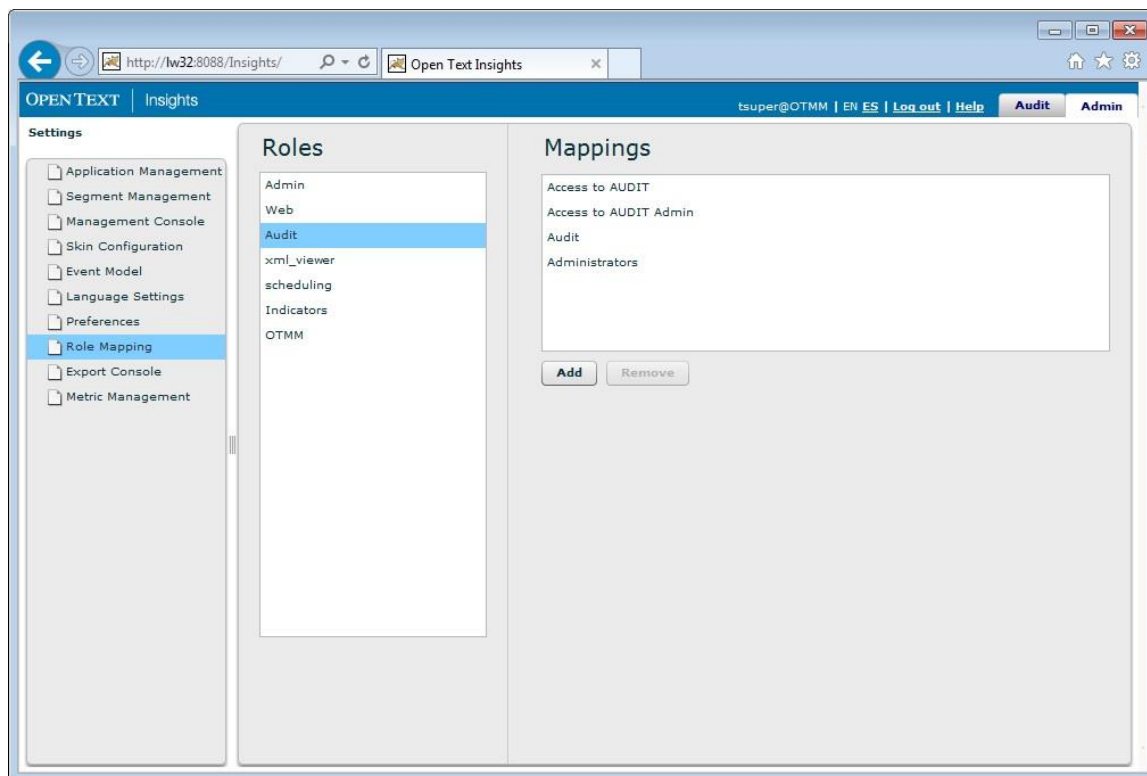 http://lw32:8088/Insights/
Open Text Insights
OPEN TEXT | Insights
tsuper@OTMM | EN ES | Log out | Help
Audit
Admin
Settings
Application Management
Segment Management
Management Console
Skin Configuration
Event Model
Language Settings
Preferences
Role Mapping
Export Console
Metric Management
Roles
Admin
Web
Audit
xml_viewer
scheduling
Indicators
OTMM
Mappings
Access to AUDIT
Access to AUDIT Admin
Audit
Administrators
Add
Remove